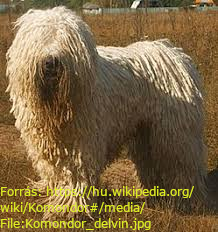 Forrás: https://hu.wikipedia.org/
wiki/Komondor#/media/
File:Komondor_delvin.jpg